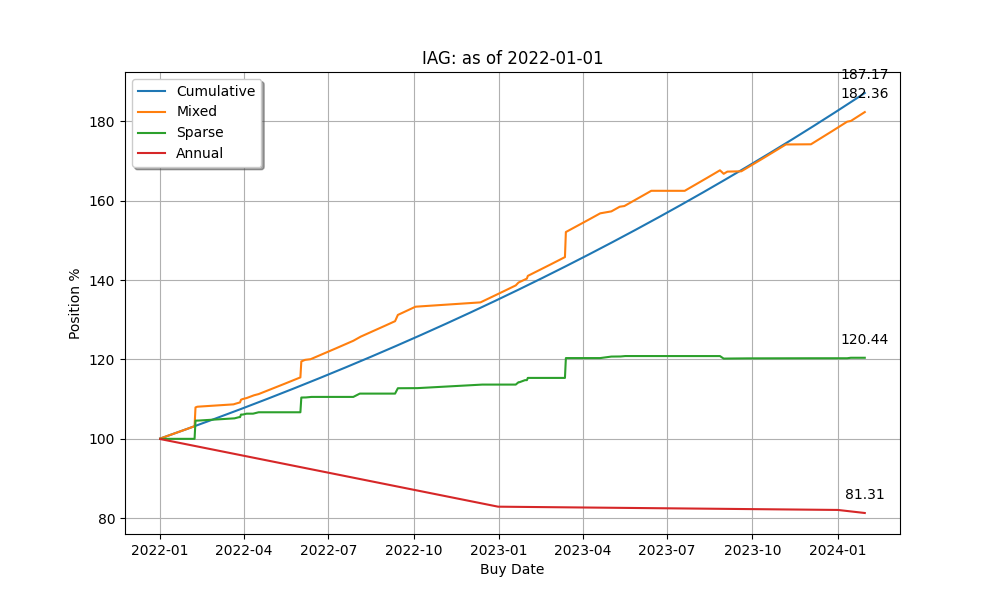 IAG: as of 2022-01-01
187.17
182.36
120.44
81.31
Cumulative
Mixed
Sparse
Annual
Position %
180
160
140
120
100
80
2022-01
2022-04
2022-07
2022-10
2023-01
2023-04
2023-07
2023-10
2024-01
Buy Date